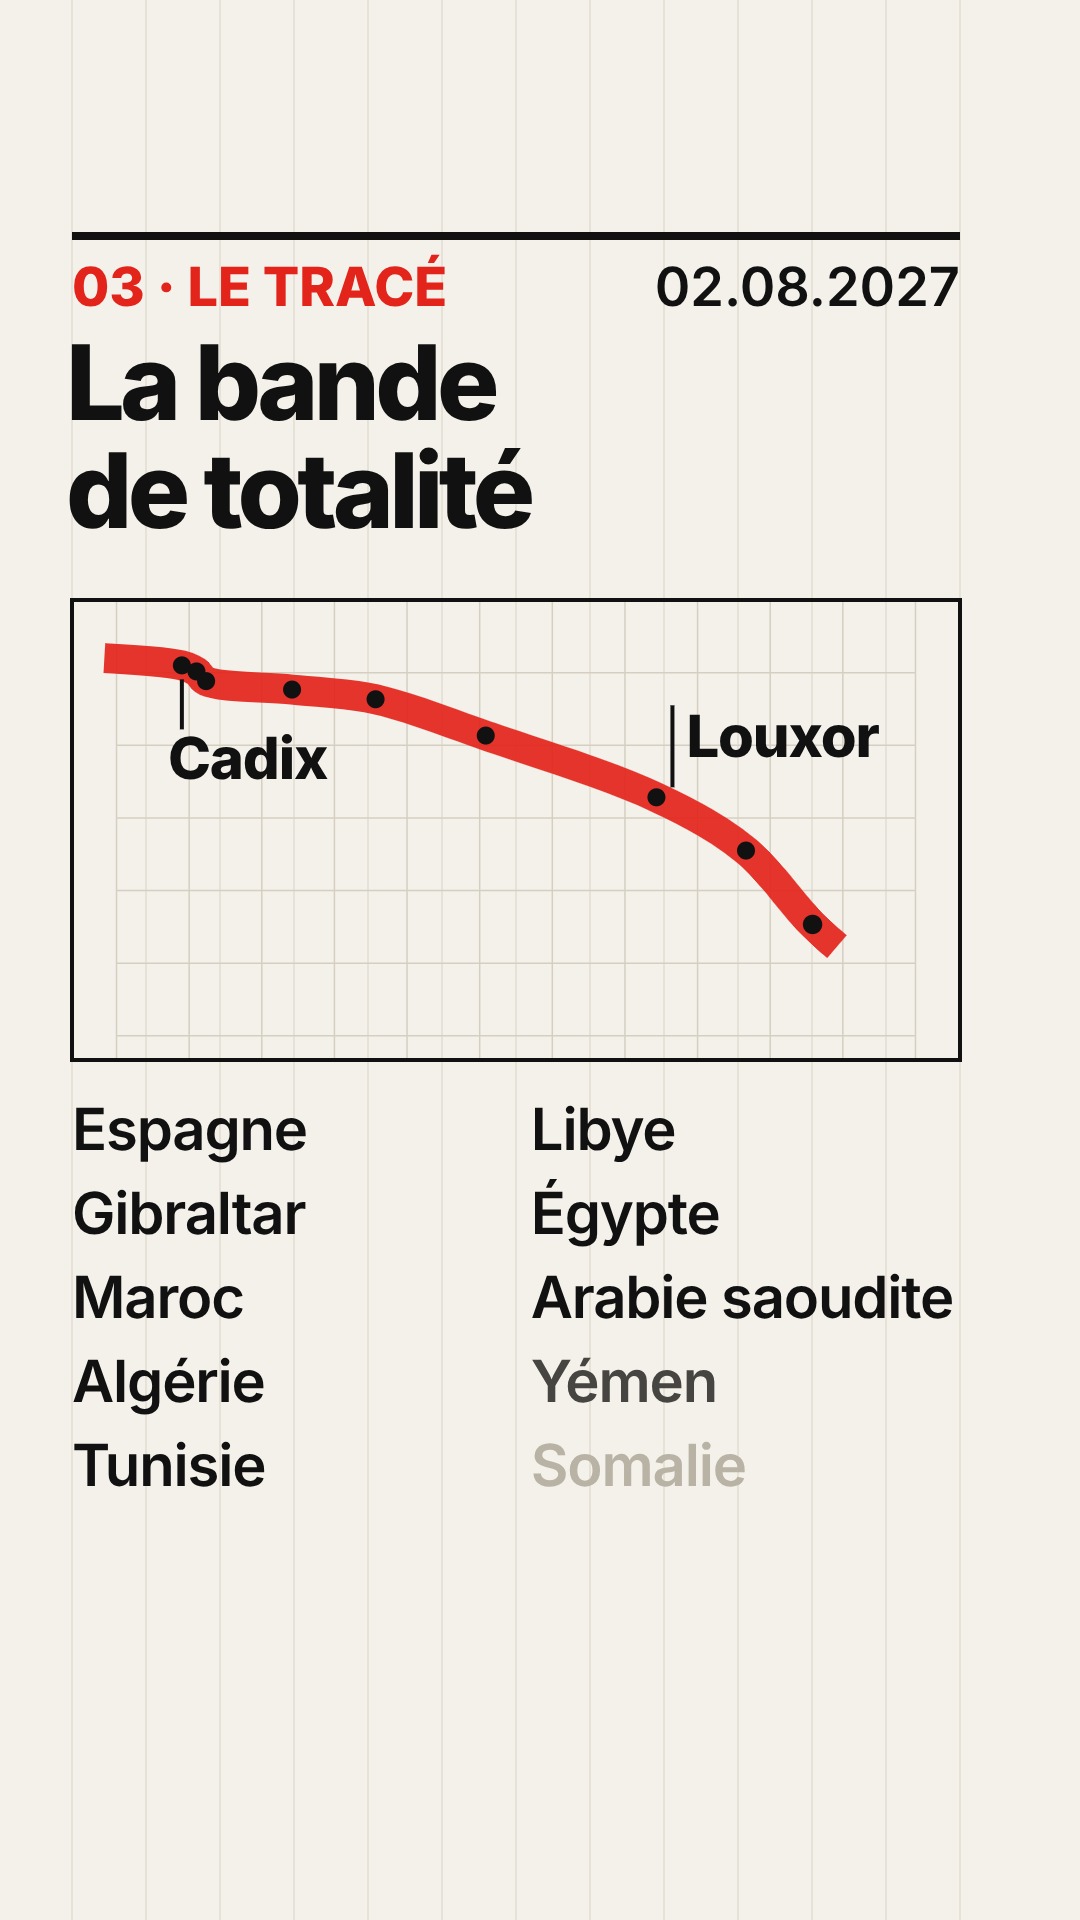 03 · LE TRACÉ
02.08.2027
La bande
de totalité
Cadix
Louxor
Espagne
Gibraltar
Maroc
Algérie
Tunisie
Libye
Égypte
Arabie saoudite
Yémen
Somalie